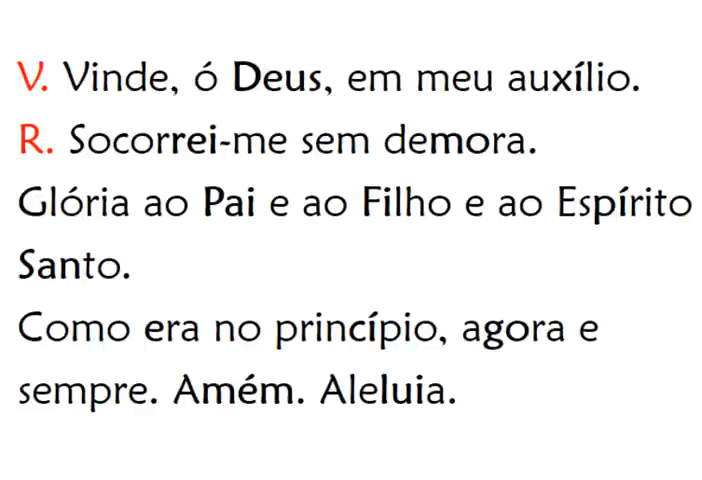 V. Vinde, ó Deus, em meu auxílio.
R. Socorrei-me sem demora.
Glória ao Pai e ao Filho e ao Espírito
Santo.
Como era no princípio, agora e
sempre. Amém. Aleluia.